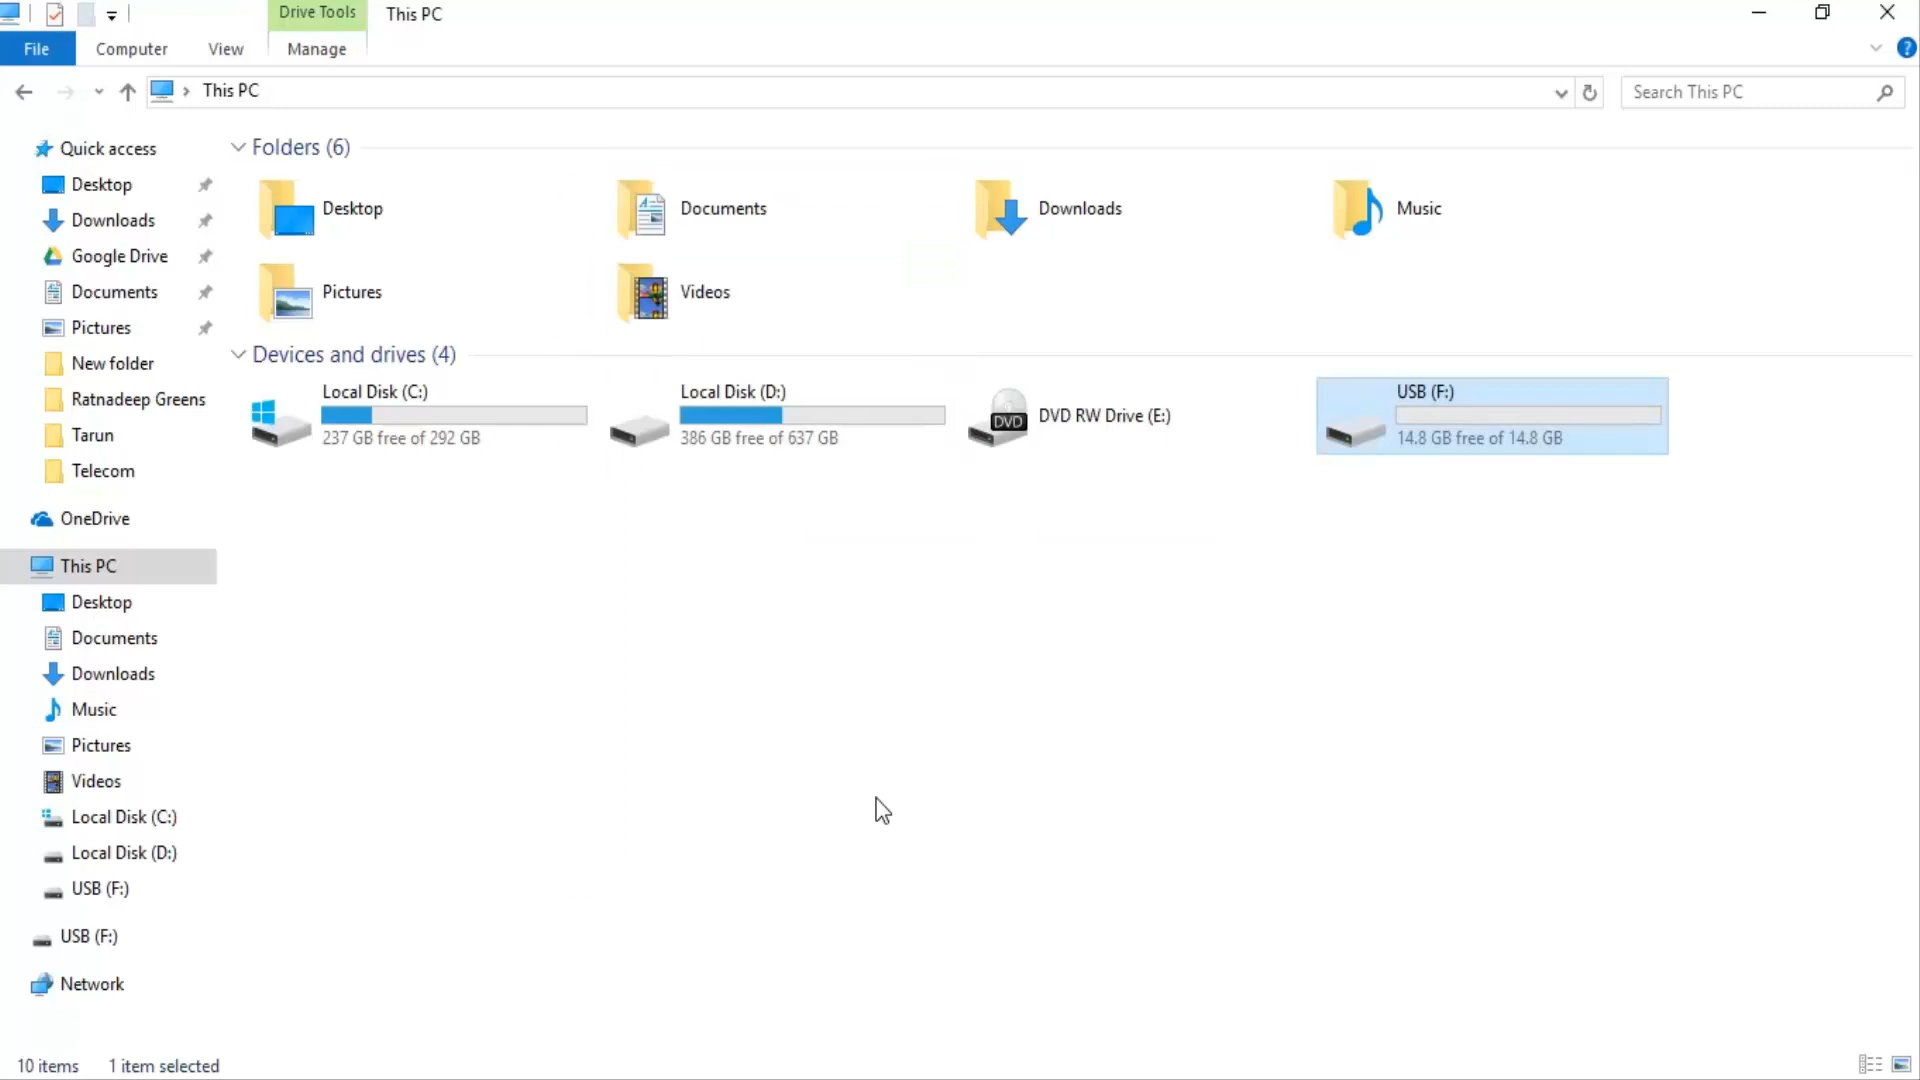 Drive Tools
This PC
File
Computer
View
Manage
This PC
Search This PC
Quick access
Desktop
Downloads
Google Drive
Documents
Pictures
New folder
Ratnadeep Greens
Tarun
Telecom
OneDrive
This PC
Desktop
Documents
Downloads
Music
Pictures
Videos
Local Disk (C:)
Local Disk (D:)
USB (F:)
USB (F:)
Network
Folders (6)
Desktop
Documents
Downloads
Music
Pictures
Videos
Devices and drives (4)
Local Disk (C:)
237 GB free of 292 GB
Local Disk (D:)
386 GB free of 637 GB
DVD
DVD RW Drive (E:)
USB (F:)
14.8 GB free of 14.8 GB
10 items
1 item selected